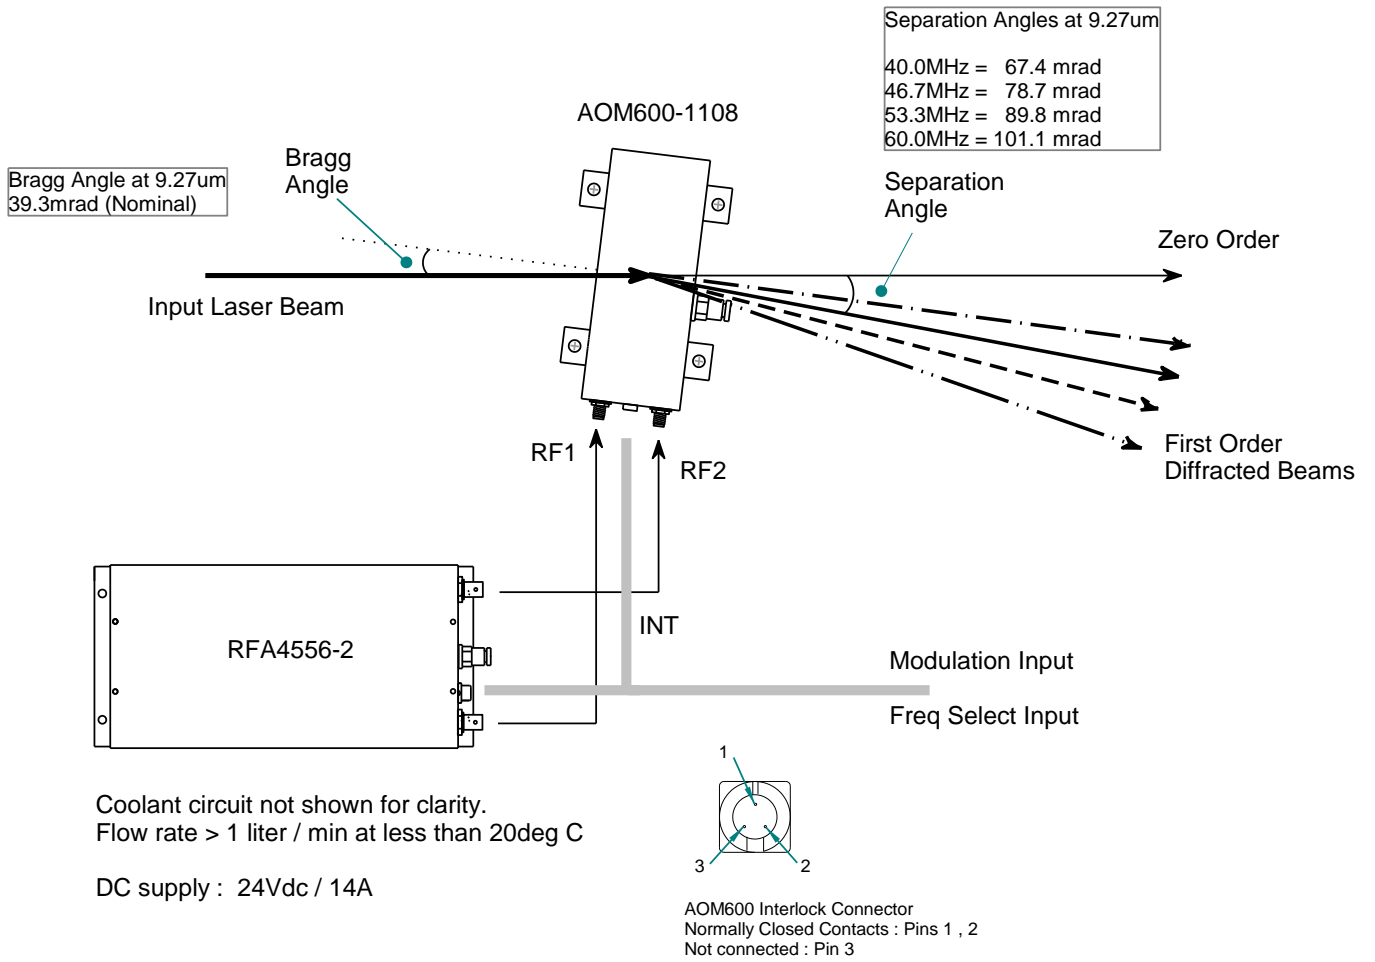 Separation Angles at 9.27um
40.0MHz = 67.4 mrad
46.7MHz = 78.7 mrad
53.3MHz = 89.8 mrad
60.0MHz = 101.1 mrad
AOM600-1108
Bragg
Angle
Bragg Angle at 9.27um
39.3mrad (Nominal)
Separation
Angle
Zero Order
Input Laser Beam
First Order
Diffracted Beams
RF1
RF2
INT
RFA4556-2
Modulation Input
Freq Select Input
1
3
2
Coolant circuit not shown for clarity.
Flow rate > 1 liter / min at less than 20deg C
DC supply : 24Vdc / 14A
AOM600 Interlock Connector
Normally Closed Contacts : Pins 1 , 2
Not connected : Pin 3